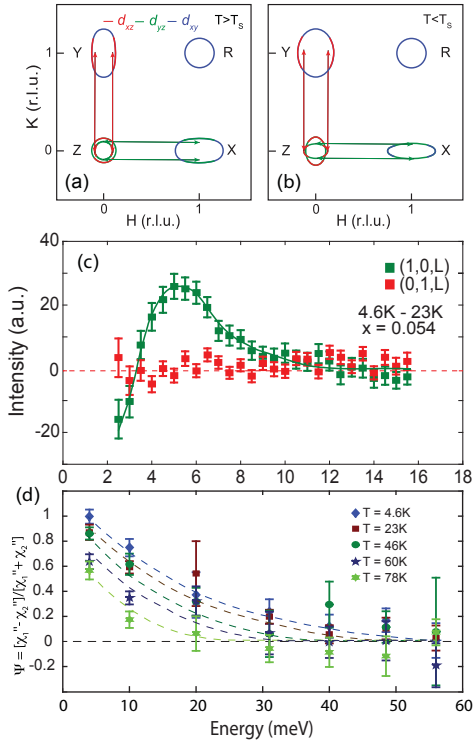 – d_xz – d_yz – d_xy T>T_S
T<T_S
Y R
Y R
K (r.l.u.)
1
0
Z X
Z X
(a)
(b)
0 1
0 1
H (r.l.u.)
H (r.l.u.)
40
20
0
-20
Intensity (a.u.)
(1,0,L)
(0,1,L)
4.6K - 23K
x = 0.054
(c)
0 2 4 6 8 10 12 14 16 18
(d)
1
0.8
0.6
0.4
0.2
0
-0.2
Ψ = [χ₁'' - χ₂'']/[χ₁'' + χ₂'']
T = 4.6K
T = 23K
T = 46K
T = 60K
T = 78K
0 10 20 30 40 50 60
Energy (meV)